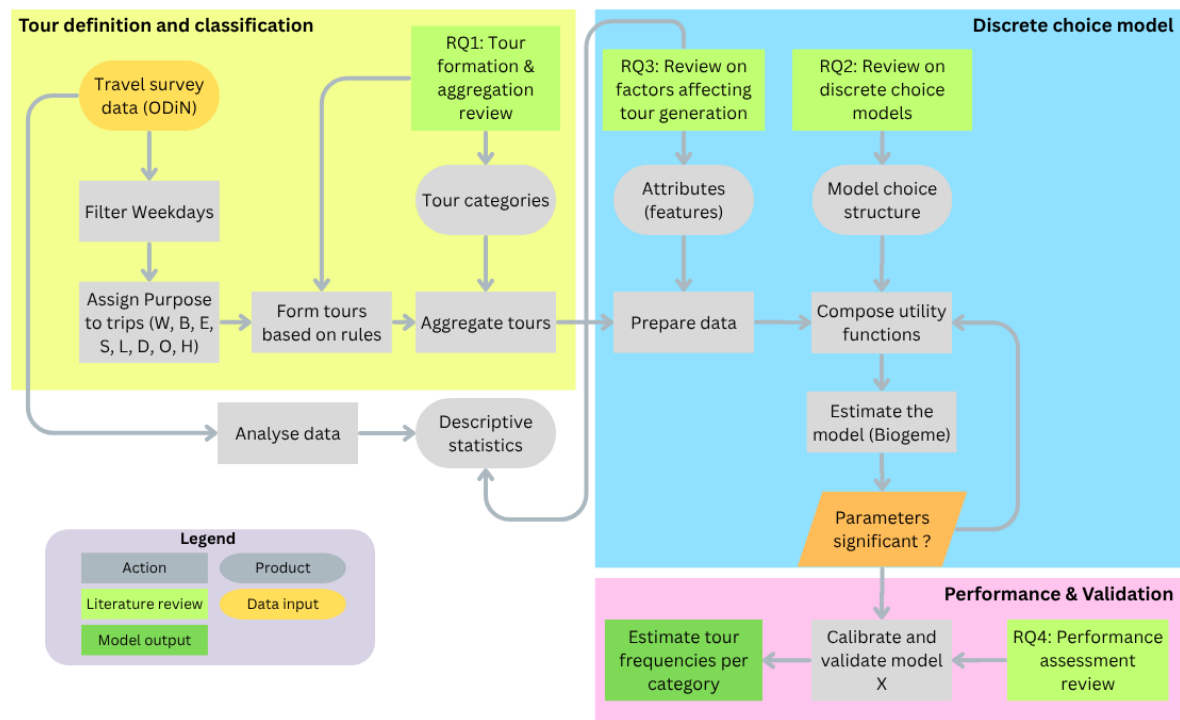 Tour definition and classification
Travel survey
data (ODiN)
Filter Weekdays
Assign Purpose
to trips (W, B, E,
S, L, D, O, H)
RQ1: Tour
formation &
aggregation
review
Tour categories
Form tours
based on rules
Aggregate tours
Analyse data
Descriptive
statistics
Discrete choice model
RQ3: Review on
factors affecting
tour generation
RQ2: Review on
discrete choice
models
Attributes
(features)
Model choice
structure
Prepare data
Compose utility
functions
Estimate the
model (Biogeme)
Parameters
significant ?
Performance & Validation
Estimate tour
frequencies per
category
Calibrate and
validate model
X
RQ4: Performance
assessment
review
Legend
Action
Product
Literature review
Data input
Model output